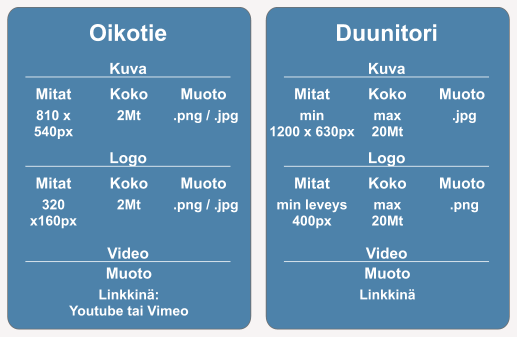 Oikotie
Kuva
Mitat Koko Muoto
810 x 2Mt .png / .jpg
540px
Logo
Mitat Koko Muoto
320 2Mt .png / .jpg
x160px
Video
Muoto
Linkkinä:
Youtube tai Vimeo
Duunitori
Kuva
Mitat Koko Muoto
min max .jpg
1200 x 630px 20Mt
Logo
Mitat Koko Muoto
min leveys max .png
400px 20Mt
Video
Muoto
Linkkinä